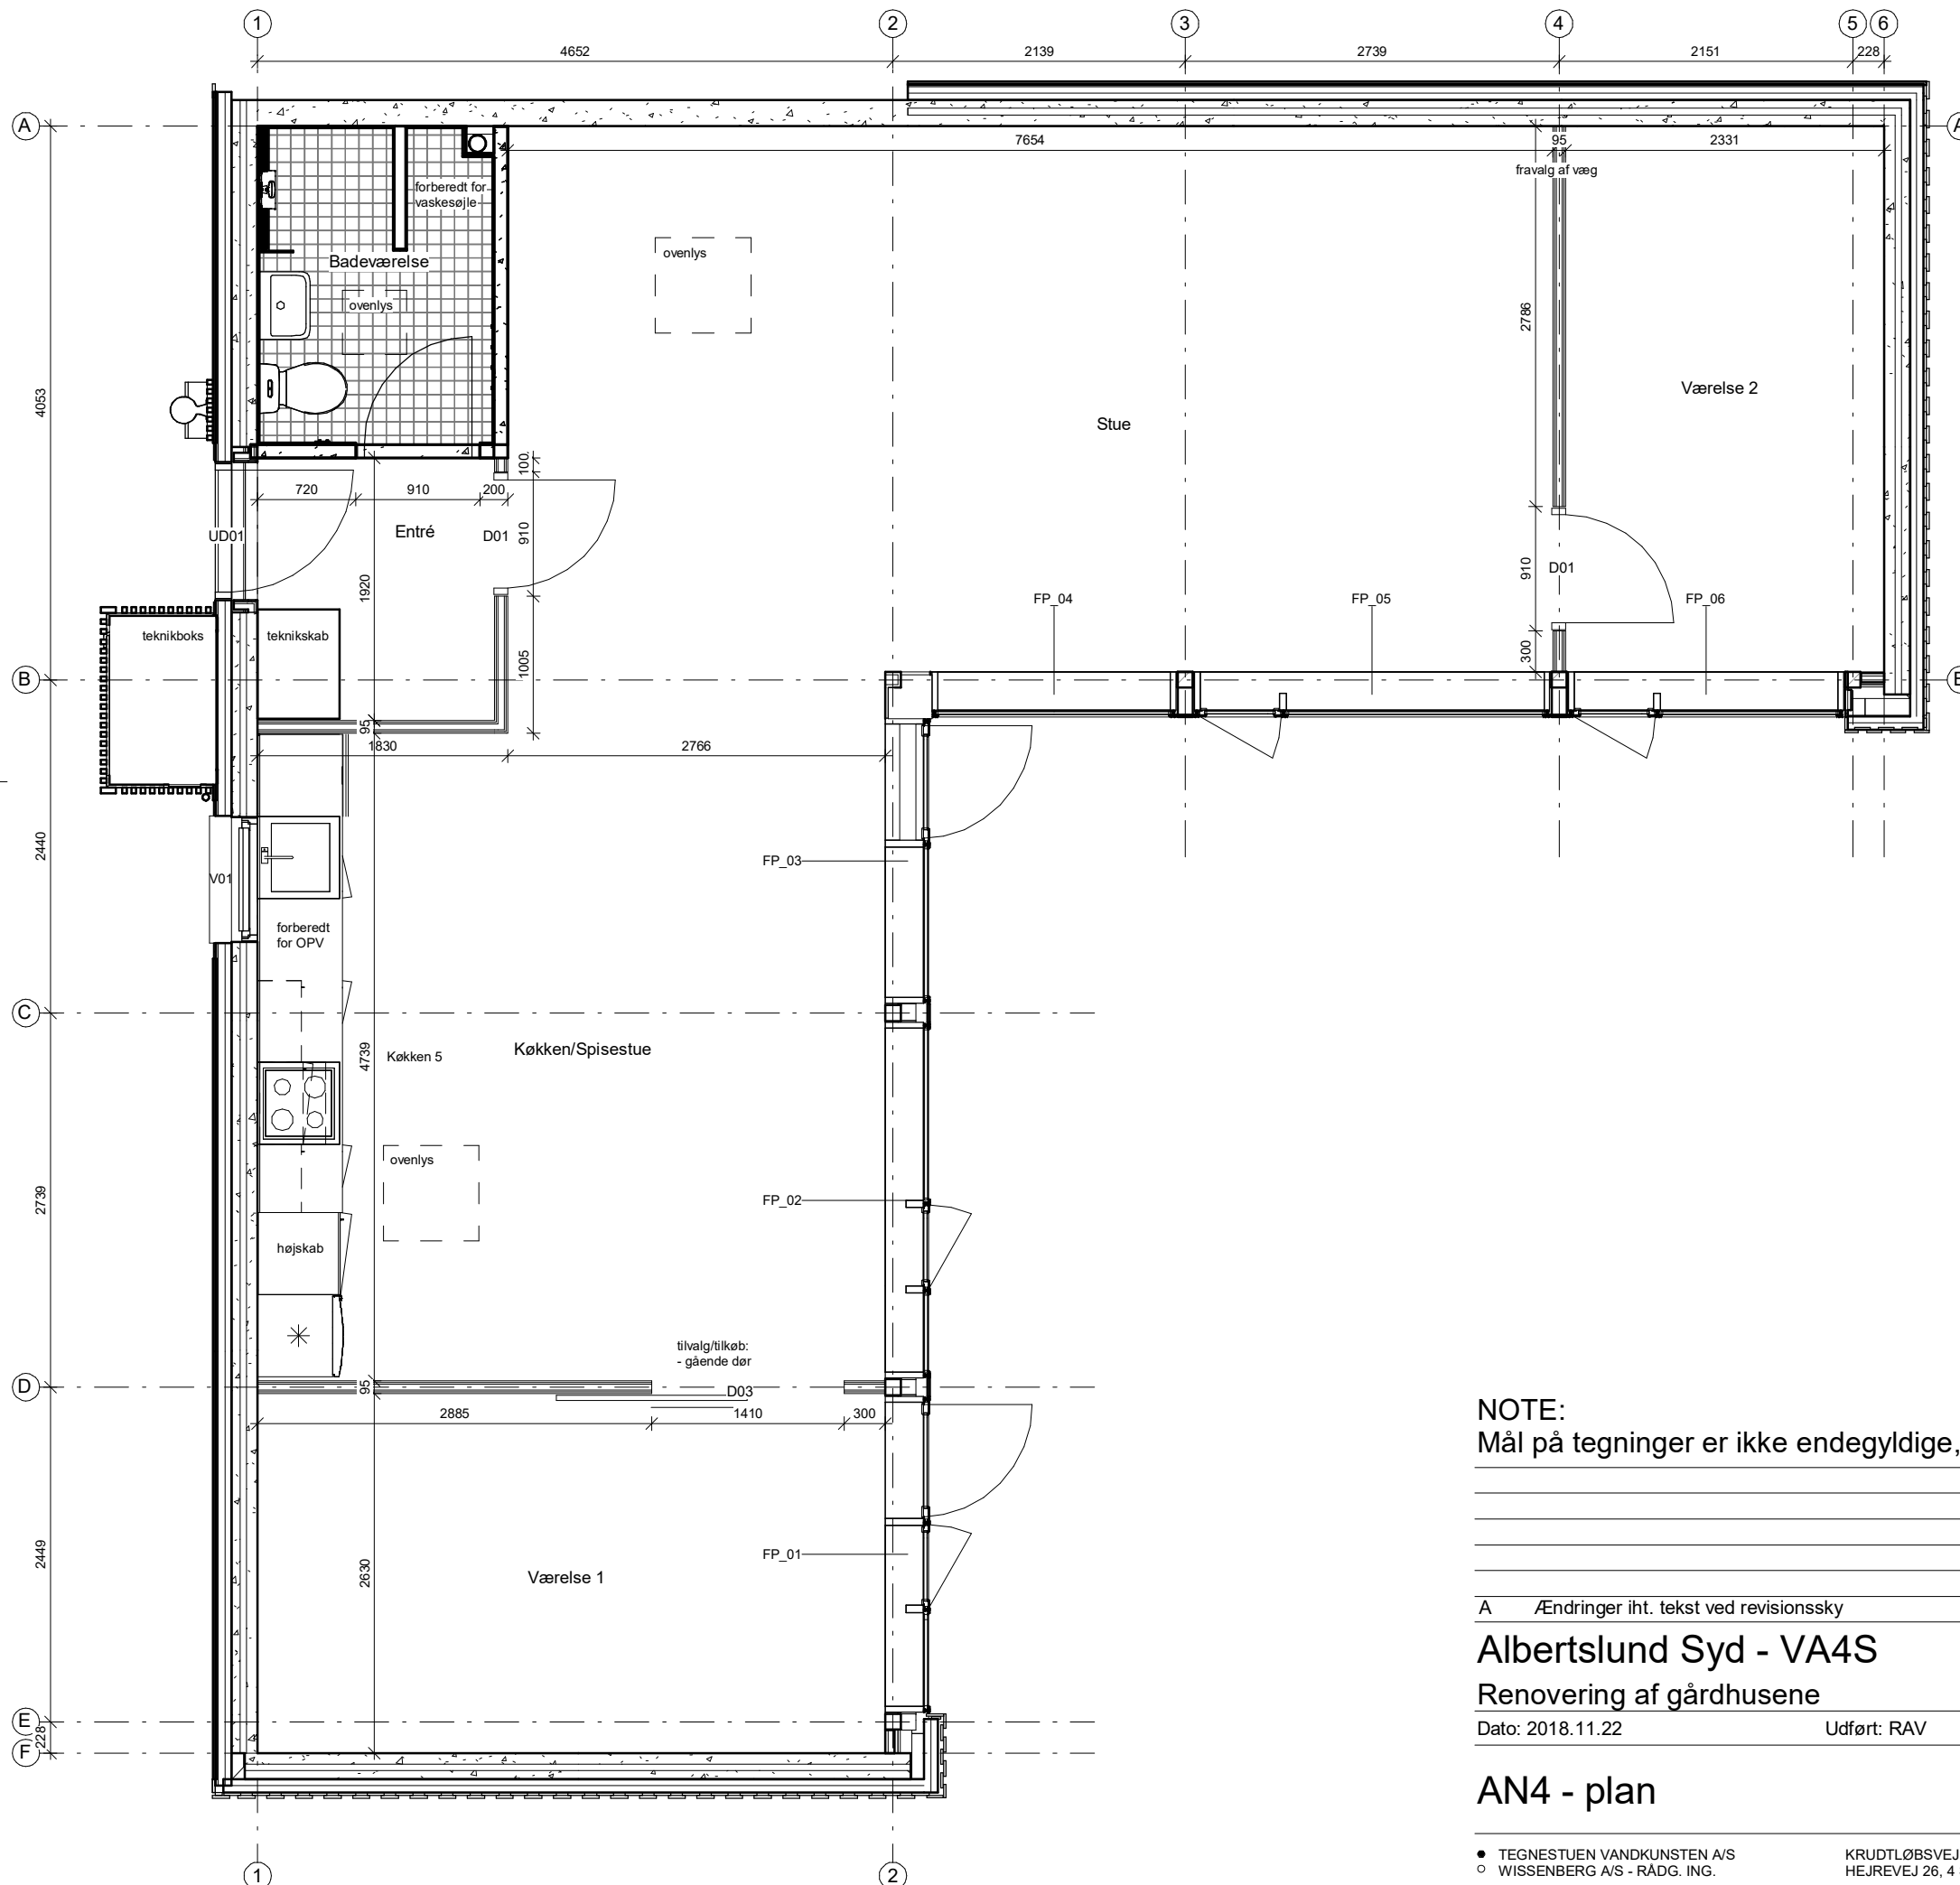 1 2 3 4 5 6
4652 2139 2739 2151 228
A A
7654 95 2331
fravalg af væg
forberedt for
vaskesøjle
Badeværelse
ovenlys
ovenlys
2786
4053
Værelse 2
Stue
100
720 910 200
UD01 Entré D01 910
910 D01
1920
FP_04 FP_05 FP_06
teknikboks teknikskab
1005 300
B
95
1830 2766
2440
FP_03
V01
forberedt
for OPV
C
4739 Køkken 5 Køkken/Spisestue
ovenlys
2739
FP_02
højskab
tilvalg/tilkøb:
- gående dør
D 95 D03
2885 1410 300
2449
2630
Værelse 1
FP_01
E
228
F
1 2
NOTE:
Mål på tegninger er ikke endegyldige,
A Ændringer iht. tekst ved revisionssky
Albertslund Syd - VA4S
Renovering af gårdhusene
Dato: 2018.11.22 Udført: RAV
AN4 - plan
TEGNESTUEN VANDKUNSTEN A/S KRUDTLØBSVEJ
WISSENBERG A/S - RÅDG. ING. HEJREVEJ 26, 4